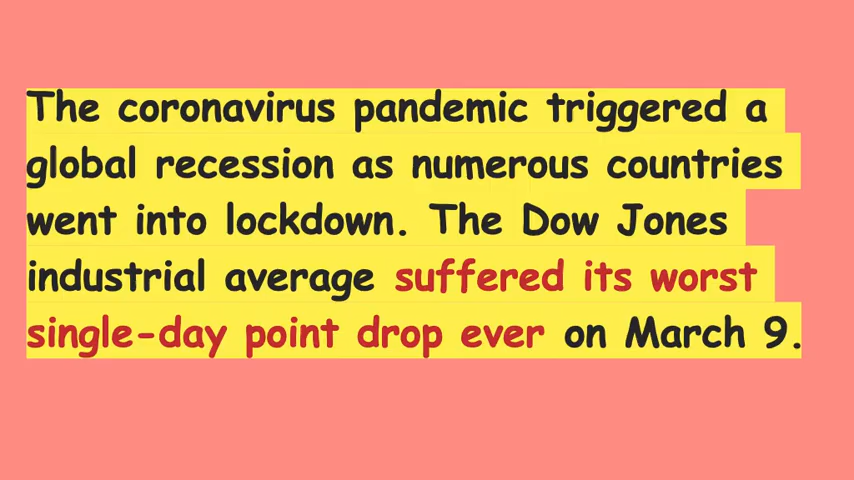 The coronavirus pandemic triggered a
global recession as numerous countries
went into lockdown. The Dow Jones
industrial average suffered its worst
single-day point drop ever on March 9.